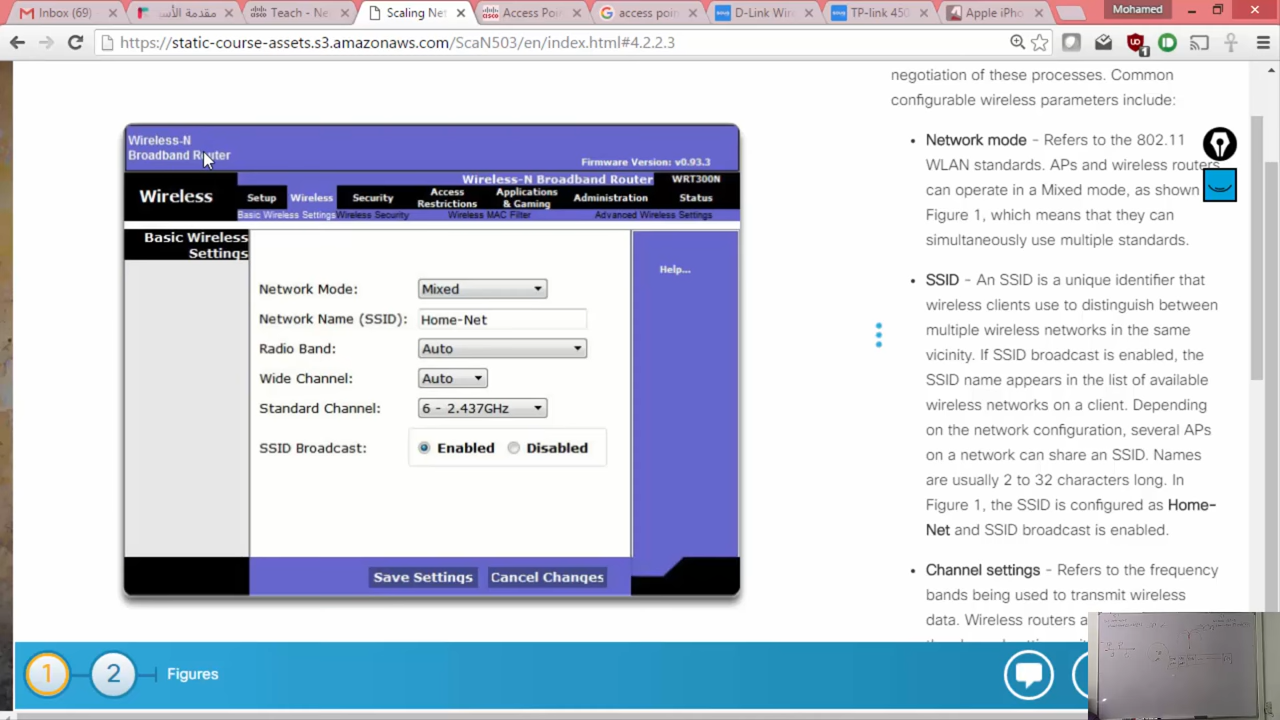 Inbox (69)
مقدمة الأس
Teach - Ne
Scaling Net
Access Poi
access poin
D-Link Wir
TP-link 450
Apple iPho
Mohamed
https://static-course-assets.s3.amazonaws.com/ScaN503/en/index.html#4.2.2.3
1
Wireless-N
Broadband Router
Firmware Version: v0.93.3
Wireless-N Broadband Router WRT300N
Wireless
Setup Wireless Security Access Restrictions Applications & Gaming Administration Status
Basic Wireless Settings Wireless Security Wireless MAC Filter Advanced Wireless Settings
Basic Wireless
Settings
Help...
Network Mode: Mixed
Network Name (SSID): Home-Net
Radio Band: Auto
Wide Channel: Auto
Standard Channel: 6 - 2.437GHz
SSID Broadcast: Enabled Disabled
Save Settings Cancel Changes
negotiation of these processes. Common
configurable wireless parameters include:
• Network mode - Refers to the 802.11
WLAN standards. APs and wireless routers
can operate in a Mixed mode, as shown
Figure 1, which means that they can
simultaneously use multiple standards.
• SSID - An SSID is a unique identifier that
wireless clients use to distinguish between
multiple wireless networks in the same
vicinity. If SSID broadcast is enabled, the
SSID name appears in the list of available
wireless networks on a client. Depending
on the network configuration, several APs
on a network can share an SSID. Names
are usually 2 to 32 characters long. In
Figure 1, the SSID is configured as Home-
Net and SSID broadcast is enabled.
• Channel settings - Refers to the frequency
bands being used to transmit wireless
data. Wireless routers a
1 2 Figures